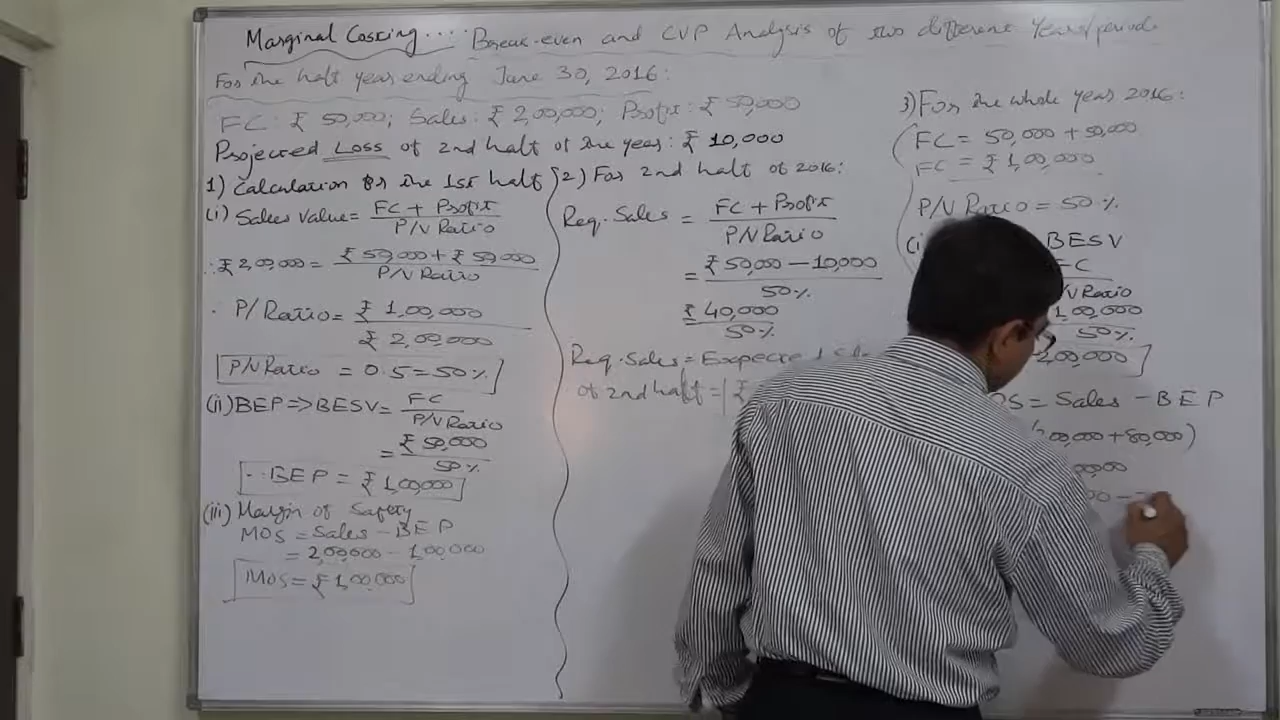 Marginal Costing.... Break-even and CVP Analysis of two different Years/periods
For the half year ending June 30, 2016:
FC: ₹ 50,000; Sales: ₹ 2,00,000; Profit: ₹ 50,000
Projected Loss of 2nd half of the year: ₹ 10,000
1) Calculation for the 1st half
(i) Sales Value = FC + Profit
P/V Ratio
∴ ₹ 2,00,000 = ₹ 50,000 + ₹ 50,000
P/V Ratio
P/Ratio = ₹ 1,00,000
₹ 2,00,000
P/V Ratio = 0.5 = 50%
(ii) BEP => BESV = FC
P/V Ratio
= ₹ 50,000
50%
BEP = ₹ 1,00,000
(iii) Margin of Safety
MOS = Sales - BEP
= 2,00,000 - 1,00,000
MOS = ₹ 1,00,000
2) For 2nd half of 2016:
Req. Sales = FC + Profit
P/V Ratio
= ₹ 50,000 - 10,000
50%
₹ 40,000
50%
Req. Sales = Expected
of 2nd half = ₹
3) For the whole year 2016:
FC = 50,000 + 50,000
FC = ₹ 1,00,000
P/V Ratio = 50%
BESV
FC
/V Ratio
1,00,000
50%
2,00,000
OS = Sales - BEP
00,000 + 80,000)
00,000
00 -